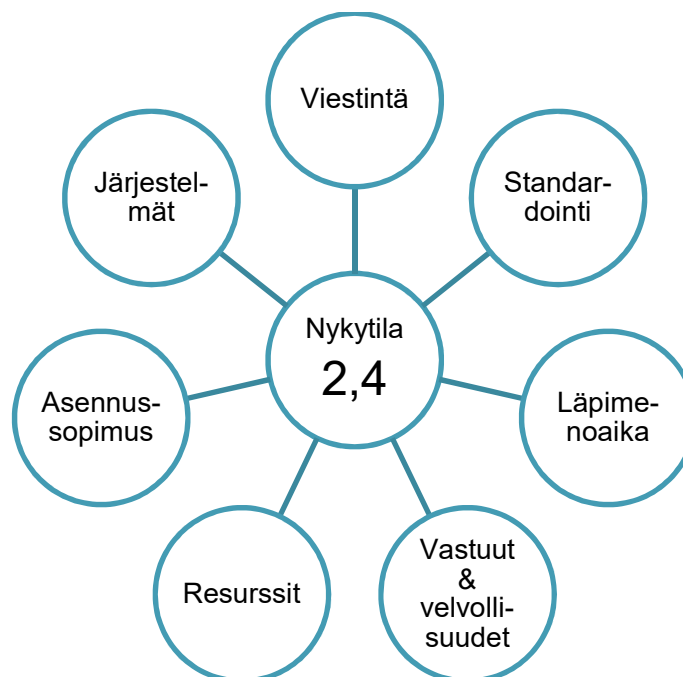 Viestintä
Standar-
dointi
Läpime-
noaika
Vastuut
&
velvolli-
suudet
Resurssit
Asennus-
sopimus
Järjestel-
mät
Nykytila
2,4